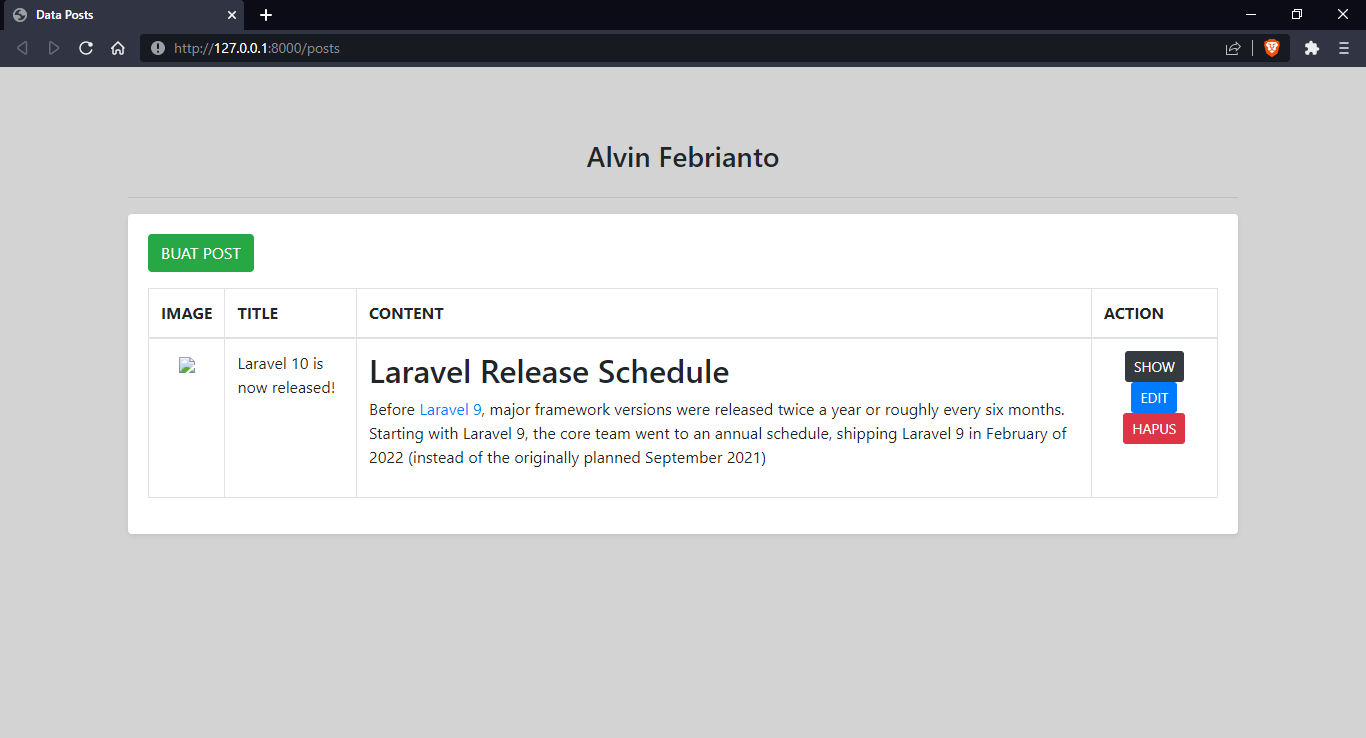 Data Posts
http://127.0.0.1:8000/posts
Alvin Febrianto
BUAT POST
IMAGE TITLE CONTENT ACTION
Laravel 10 is
now released!
Laravel Release Schedule
Before Laravel 9, major framework versions were released twice a year or roughly every six months.
Starting with Laravel 9, the core team went to an annual schedule, shipping Laravel 9 in February of
2022 (instead of the originally planned September 2021)
SHOW
EDIT
HAPUS